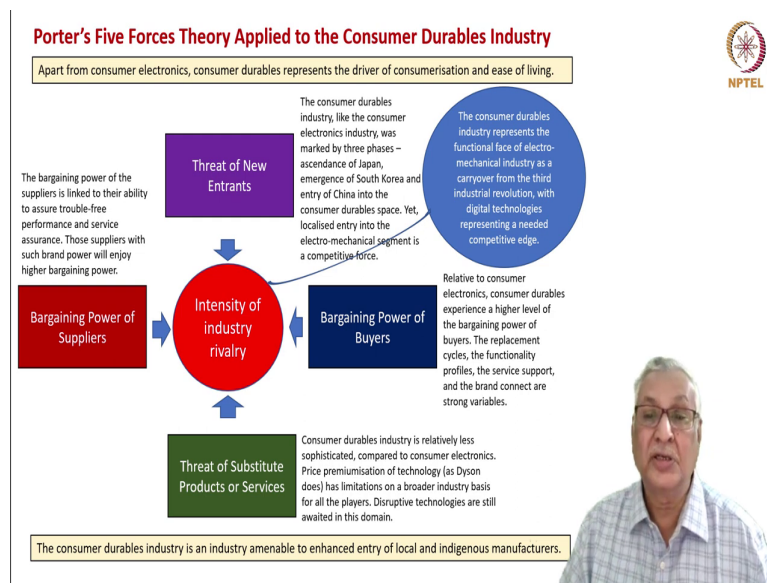 Porter's Five Forces Theory Applied to the Consumer Durables Industry
NPTEL
Apart from consumer electronics, consumer durables represents the driver of consumerisation and ease of living.
The consumer durables
industry, like the consumer
electronics industry, was
marked by three phases –
ascendance of Japan,
emergence of South Korea and
entry of China into the
consumer durables space. Yet,
localised entry into the
electro-mechanical segment is
a competitive force.
The consumer durables
industry represents the
functional face of electro-
mechanical industry as a
carryover from the third
industrial revolution, with
digital technologies
representing a needed
competitive edge.
Threat of New
Entrants
The bargaining power of the
suppliers is linked to their ability
to assure trouble-free
performance and service
assurance. Those suppliers with
such brand power will enjoy
higher bargaining power.
Bargaining Power of
Suppliers
Intensity of
industry
rivalry
Bargaining Power of
Buyers
Relative to consumer
electronics, consumer durables
experience a higher level of
the bargaining power of
buyers. The replacement
cycles, the functionality
profiles, the service support,
and the brand connect are
strong variables.
Threat of Substitute
Products or Services
Consumer durables industry is relatively less
sophisticated, compared to consumer electronics.
Price premiumisation of technology (as Dyson
does) has limitations on a broader industry basis
for all the players. Disruptive technologies are still
awaited in this domain.
The consumer durables industry is an industry amenable to enhanced entry of local and indigenous manufacturers.